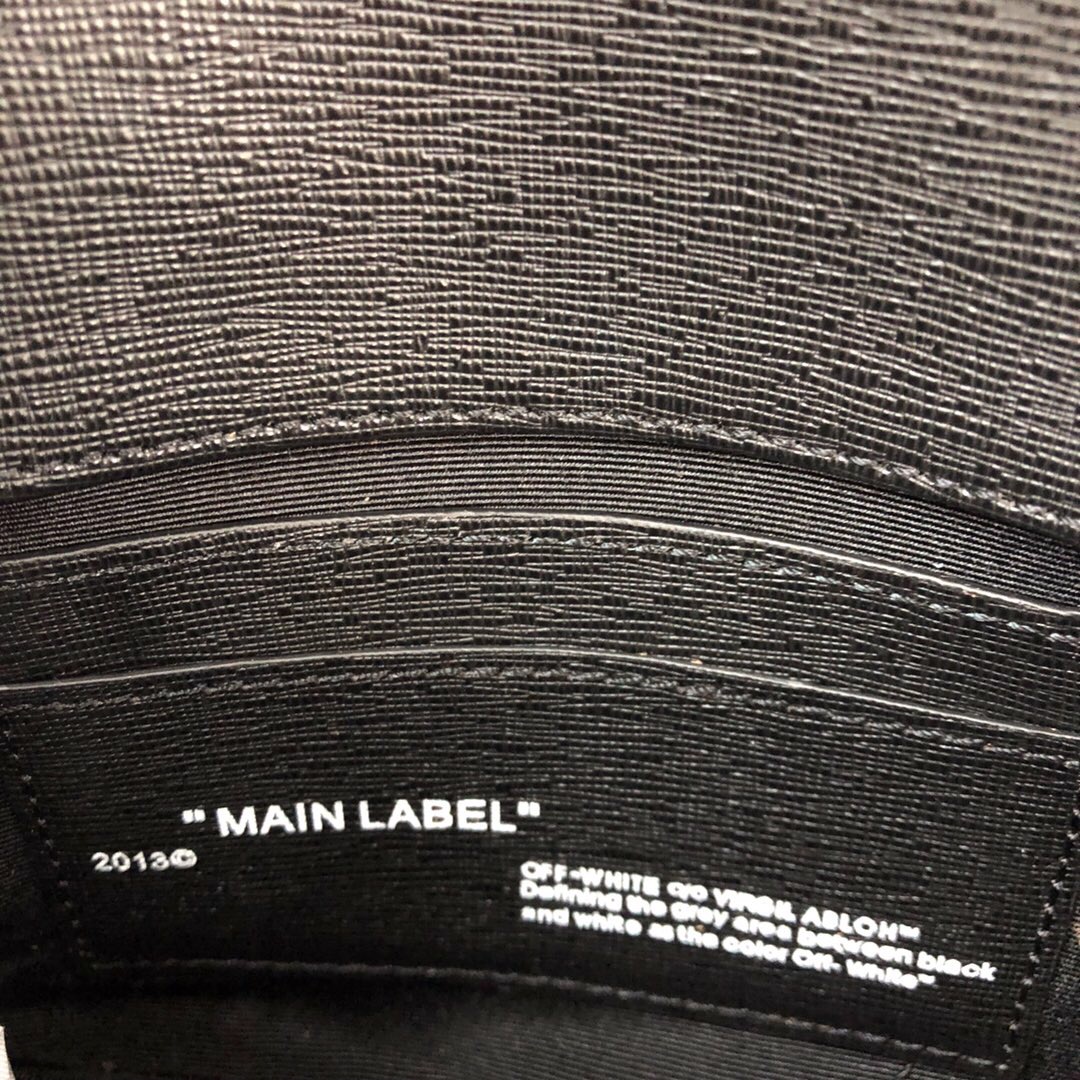 "MAIN LABEL"
2013©
OFF-WHITE c/o VIRGIL ABLOH™
Defining the grey area between black
and white as the color Off-White™